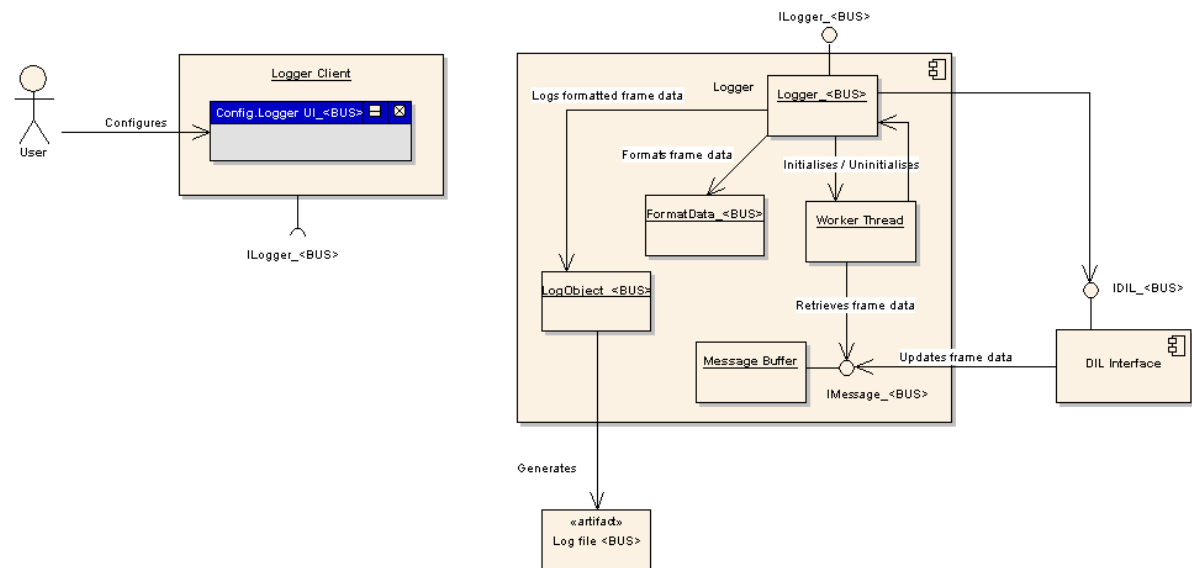 ILogger_<BUS>
Logger Client
Logger
Logger_<BUS>
Logs formatted frame data
Config.Logger UI_<BUS>
Configures
User
Formats frame data
Initialises / Uninitialises
FormatData_<BUS>
Worker Thread
ILogger_<BUS>
LogObject_<BUS>
IDIL_<BUS>
Retrieves frame data
Message Buffer
Updates frame data
DIL Interface
IMessage_<BUS>
Generates
«artifact»
Log file <BUS>